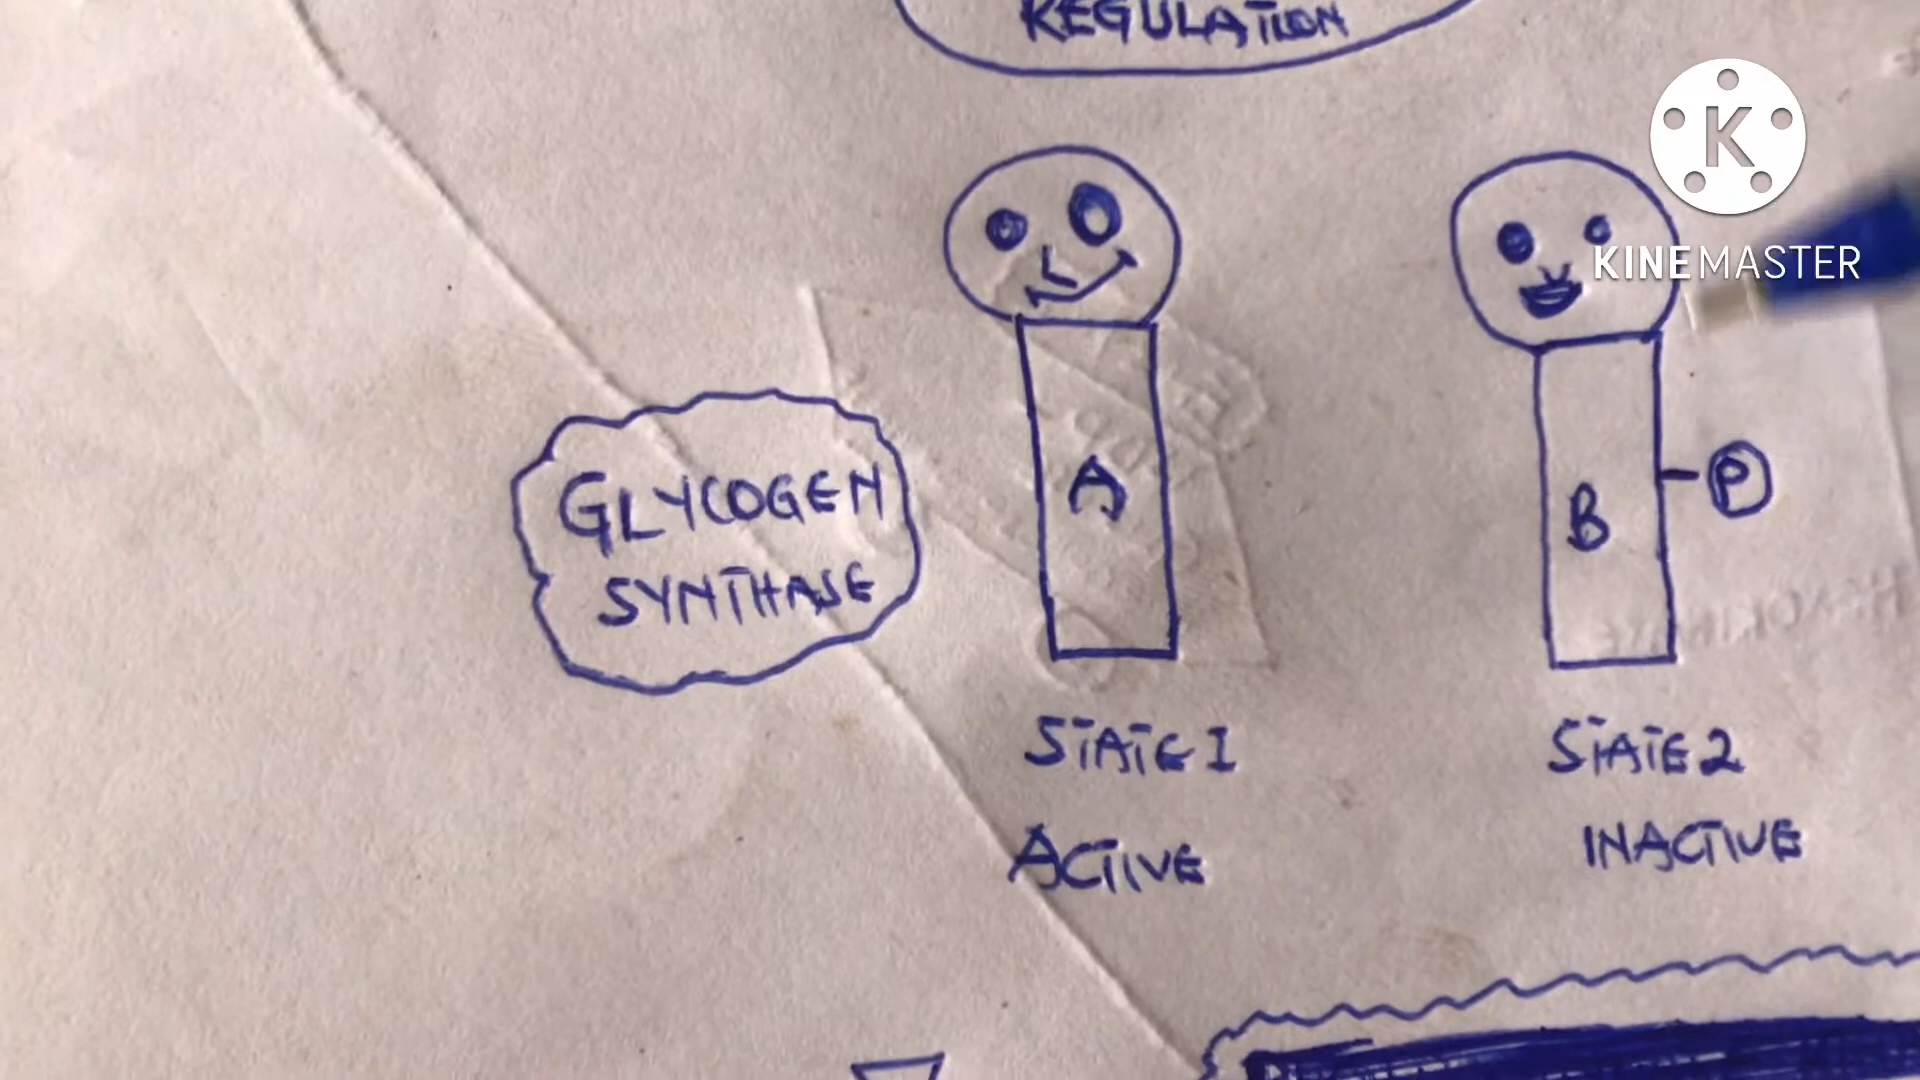 REGULATION
K
KINEMASTER
GLYCOGEN
SYNTHASE
A
B
P
STATE 1
STATE 2
ACTIVE
INACTIVE